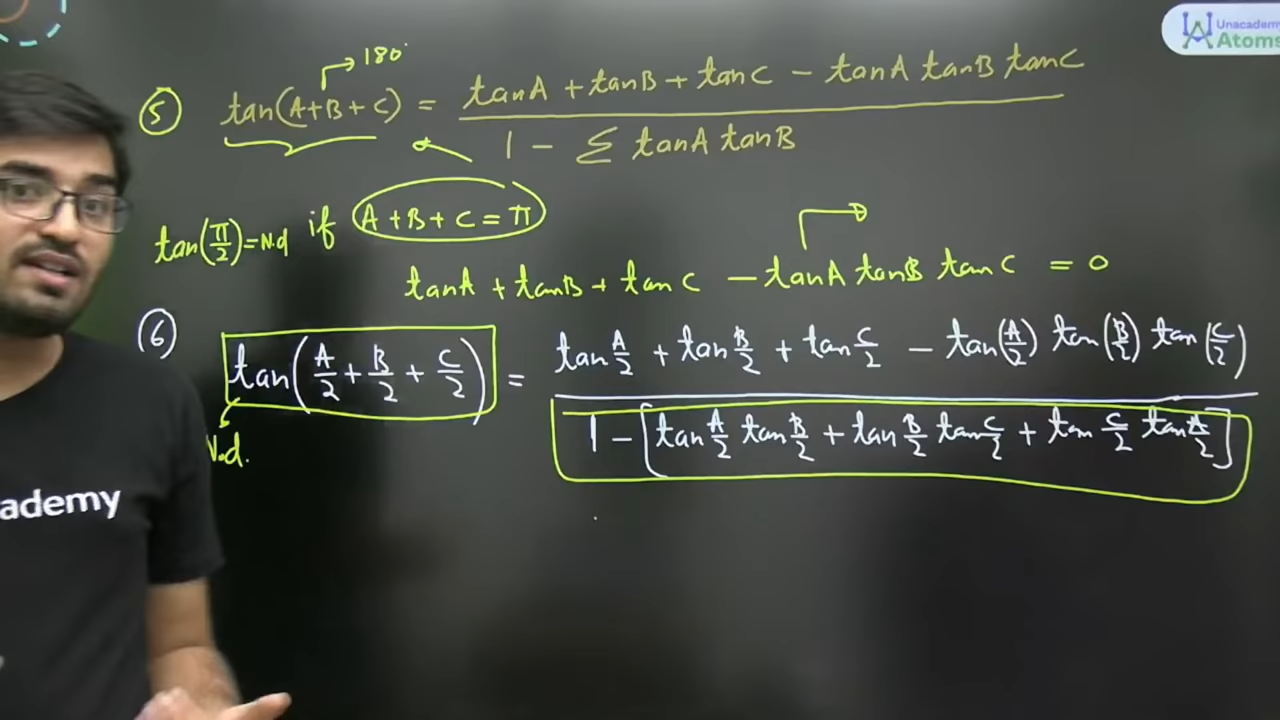 Unacademy
Atoms
→ 180°
⑤ tan(A+B+C) = (tanA + tanB + tanC − tanA tanB tanC) / (1 − Σ tanA tanB)
tan(π/2)=N.d if A+B+C=π
tanA + tanB + tanC − tanA tanB tanC = 0
⑥ tan(A/2 + B/2 + C/2) = (tan A/2 + tan B/2 + tan C/2 − tan(A/2) tan(B/2) tan(C/2)) / (1 − [tan A/2 tan B/2 + tan B/2 tan C/2 + tan C/2 tan A/2])
N.d.
academy